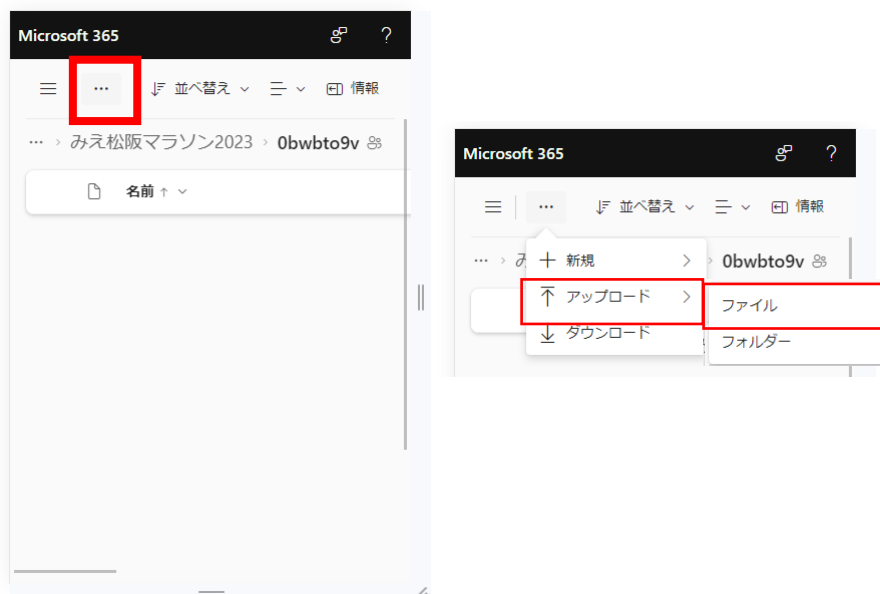 Microsoft 365
?
… 並べ替え 情報
… › みえ松阪マラソン2023 › 0bwbto9v
名前 ↑
Microsoft 365
?
… 並べ替え 情報
… › › 0bwbto9v
新規
アップロード
ダウンロード
ファイル
フォルダー